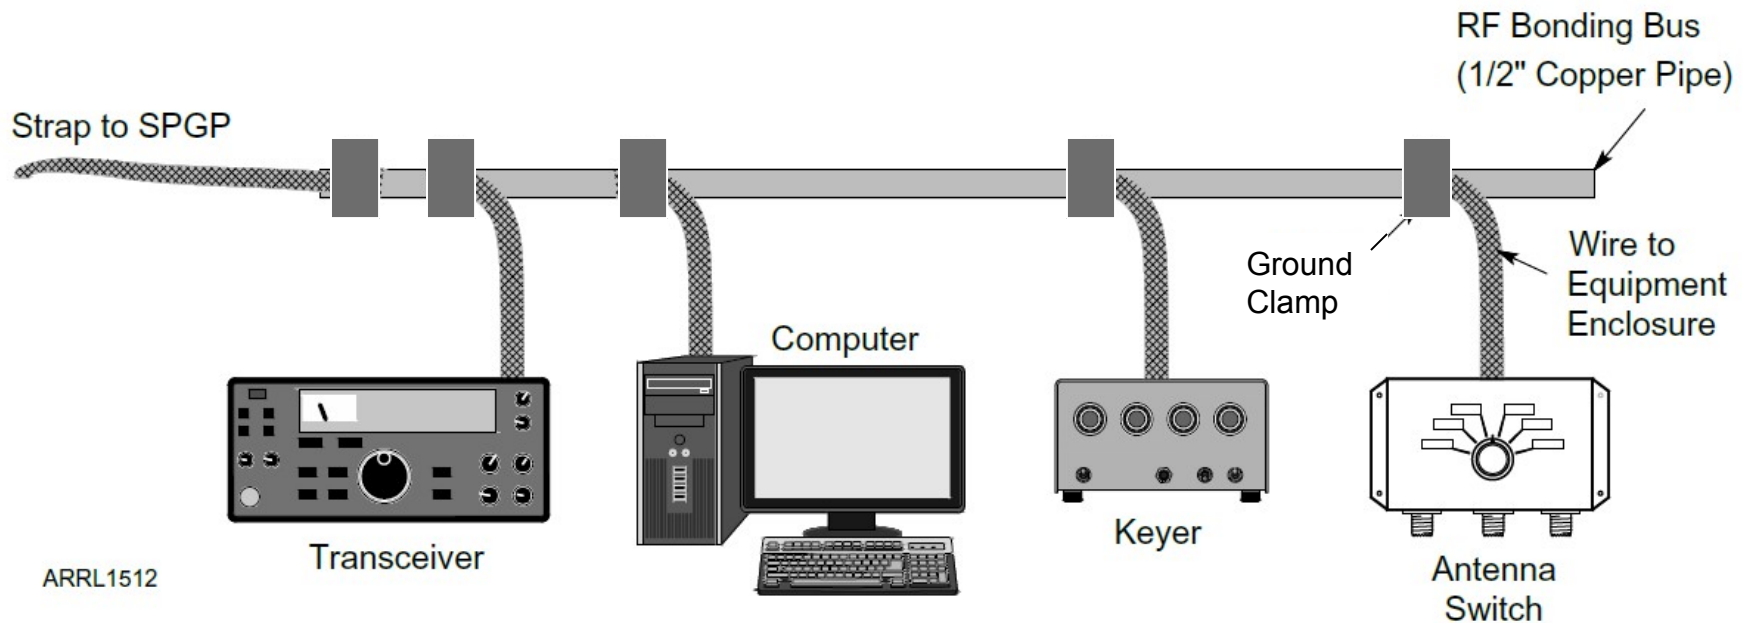 RF Bonding Bus
(1/2" Copper Pipe)
Strap to SPGP
Ground
Clamp
Wire to
Equipment
Enclosure
Computer
Transceiver
Keyer
Antenna
Switch
ARRL1512